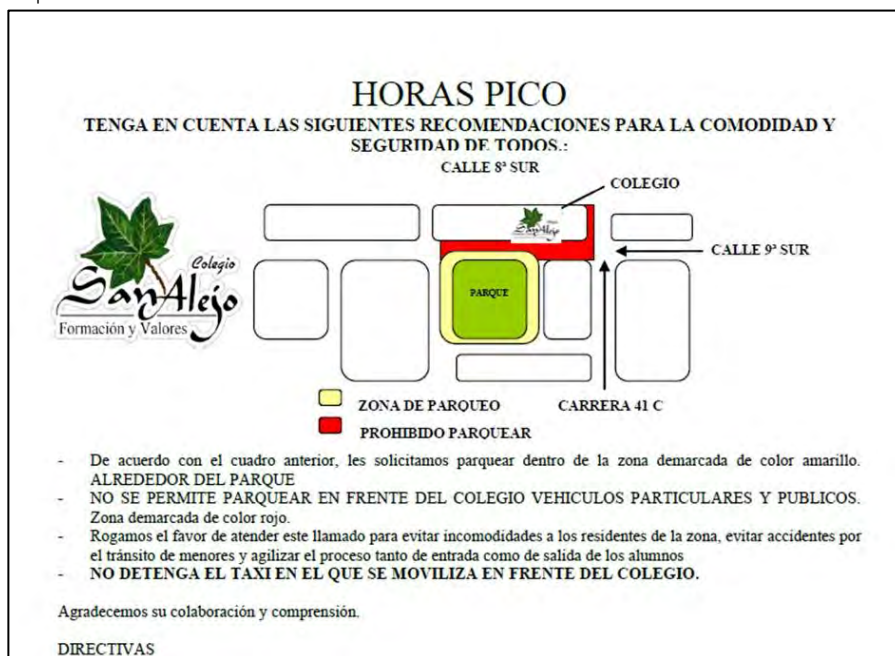 HORAS PICO
TENGA EN CUENTA LAS SIGUIENTES RECOMENDACIONES PARA LA COMODIDAD Y
SEGURIDAD DE TODOS.:
CALLE 8ª SUR
COLEGIO
San Alejo
CALLE 9ª SUR
Colegio
San Alejo
Formación y Valores
PARQUE
ZONA DE PARQUEO
CARRERA 41 C
PROHIBIDO PARQUEAR
- De acuerdo con el cuadro anterior, les solicitamos parquear dentro de la zona demarcada de color amarillo.
ALREDEDOR DEL PARQUE
- NO SE PERMITE PARQUEAR EN FRENTE DEL COLEGIO VEHICULOS PARTICULARES Y PUBLICOS.
Zona demarcada de color rojo.
- Rogamos el favor de atender este llamado para evitar incomodidades a los residentes de la zona, evitar accidentes por
el tránsito de menores y agilizar el proceso tanto de entrada como de salida de los alumnos
- NO DETENGA EL TAXI EN EL QUE SE MOVILIZA EN FRENTE DEL COLEGIO.
Agradecemos su colaboración y comprensión.
DIRECTIVAS